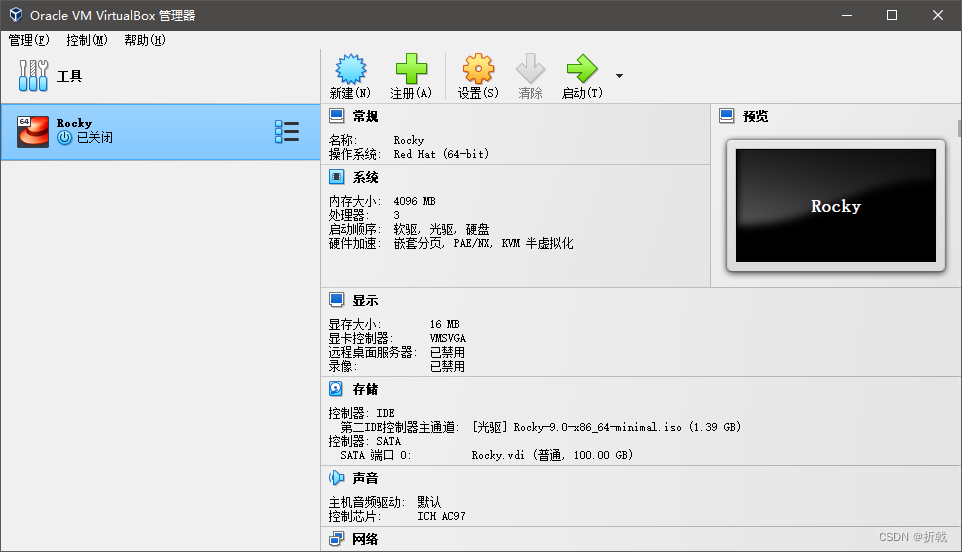 Oracle VM VirtualBox 管理器
管理(F) 控制(M) 帮助(H)
工具
新建(N) 注册(A) 设置(S) 清除 启动(T)
64
Rocky
已关闭
常规
名称: Rocky
操作系统: Red Hat (64-bit)
系统
内存大小: 4096 MB
处理器: 3
启动顺序: 软驱, 光驱, 硬盘
硬件加速: 嵌套分页, PAE/NX, KVM 半虚拟化
预览
Rocky
显示
显存大小: 16 MB
显卡控制器: VMSVGA
远程桌面服务器: 已禁用
录像: 已禁用
存储
控制器: IDE
第二IDE控制器主通道: [光驱] Rocky-9.0-x86_64-minimal.iso (1.39 GB)
控制器: SATA
SATA 端口 0: Rocky.vdi (普通, 100.00 GB)
声音
主机音频驱动: 默认
控制芯片: ICH AC97
网络
CSDN @折戟